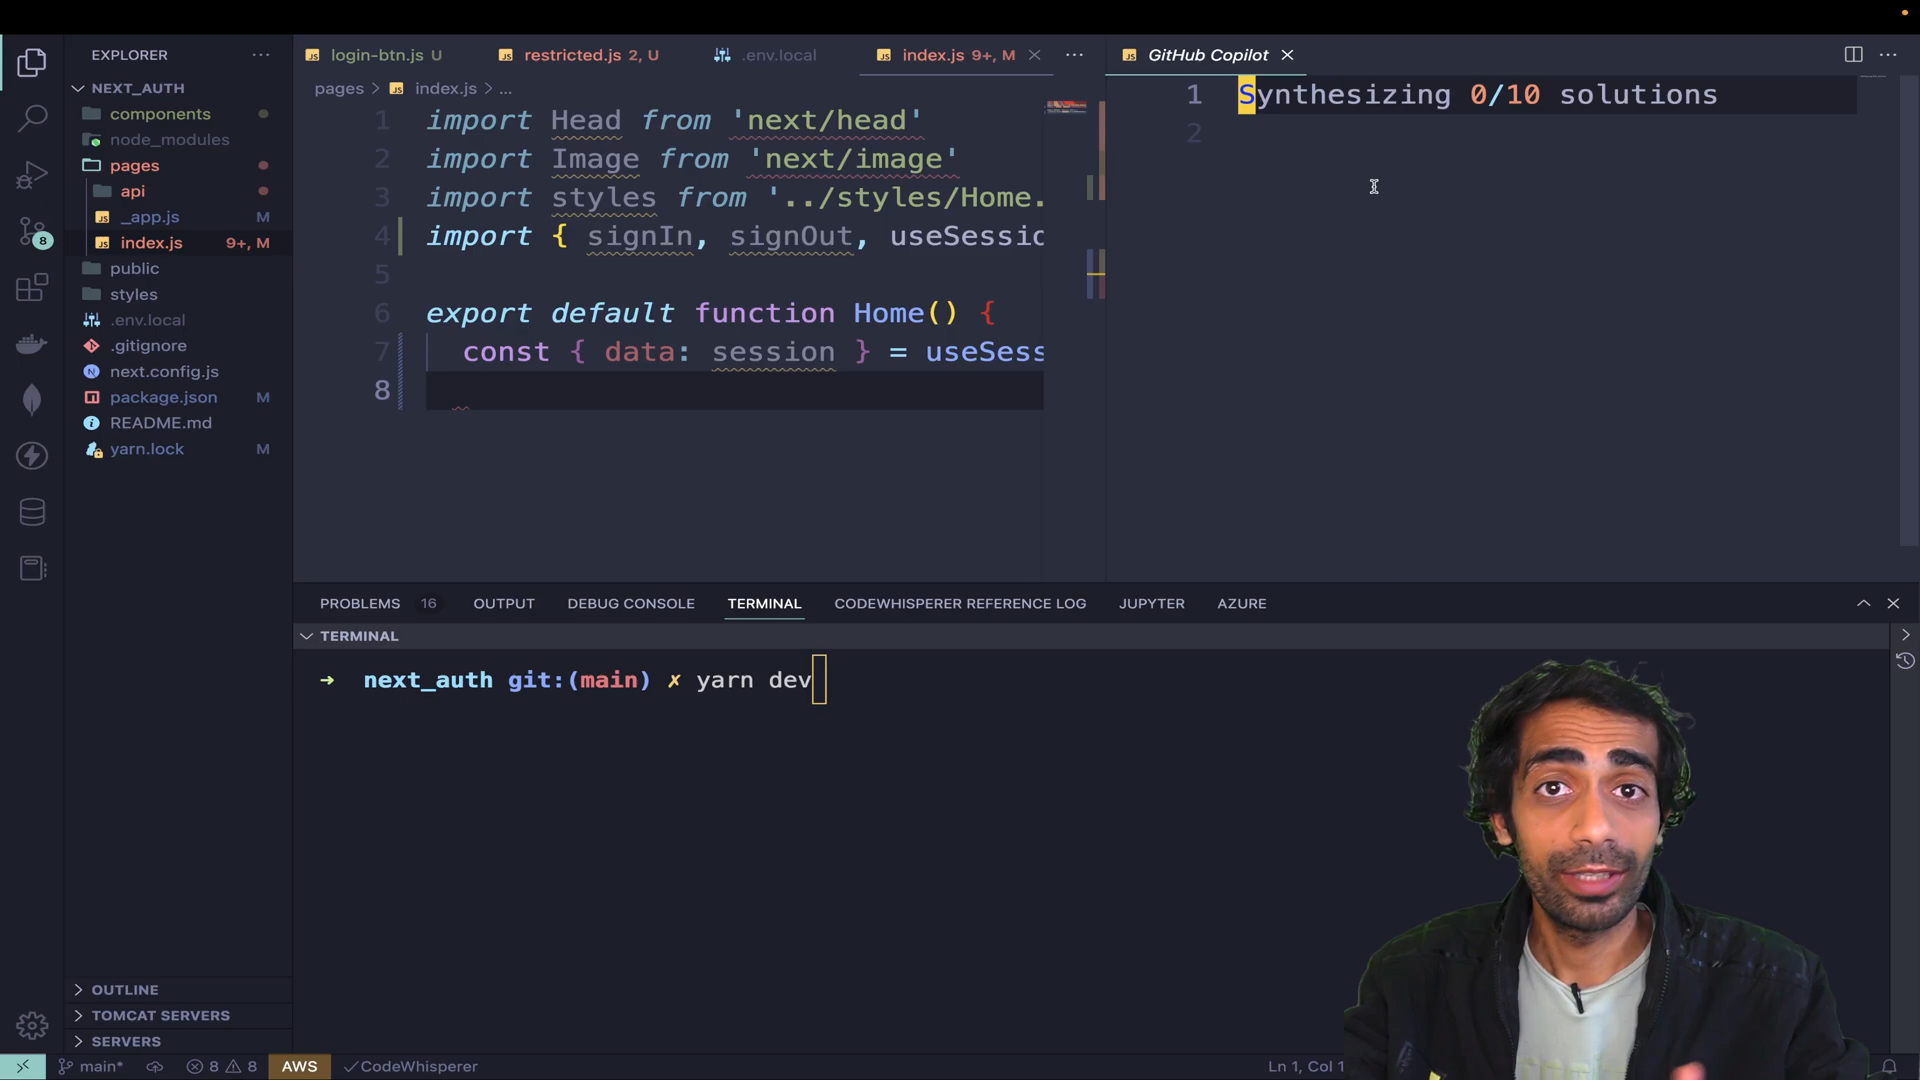 EXPLORER
NEXT_AUTH
components
node_modules
pages
api
_app.js M
index.js 9+, M
public
styles
.env.local
.gitignore
next.config.js
package.json M
README.md
yarn.lock M
OUTLINE
TOMCAT SERVERS
SERVERS
8
login-btn.js U
restricted.js 2, U
.env.local
index.js 9+, M
pages > JS index.js > ...
1 import Head from 'next/head'
2 import Image from 'next/image'
3 import styles from '../styles/Home.
4 import { signIn, signOut, useSessio
5
6 export default function Home() {
7 const { data: session } = useSess
8
GitHub Copilot
1 Synthesizing 0/10 solutions
2
PROBLEMS 16 OUTPUT DEBUG CONSOLE TERMINAL CODEWHISPERER REFERENCE LOG JUPYTER AZURE
TERMINAL
→ next_auth git:(main) ✗ yarn dev
main* 8 8 AWS ✓CodeWhisperer Ln 1, Col 1